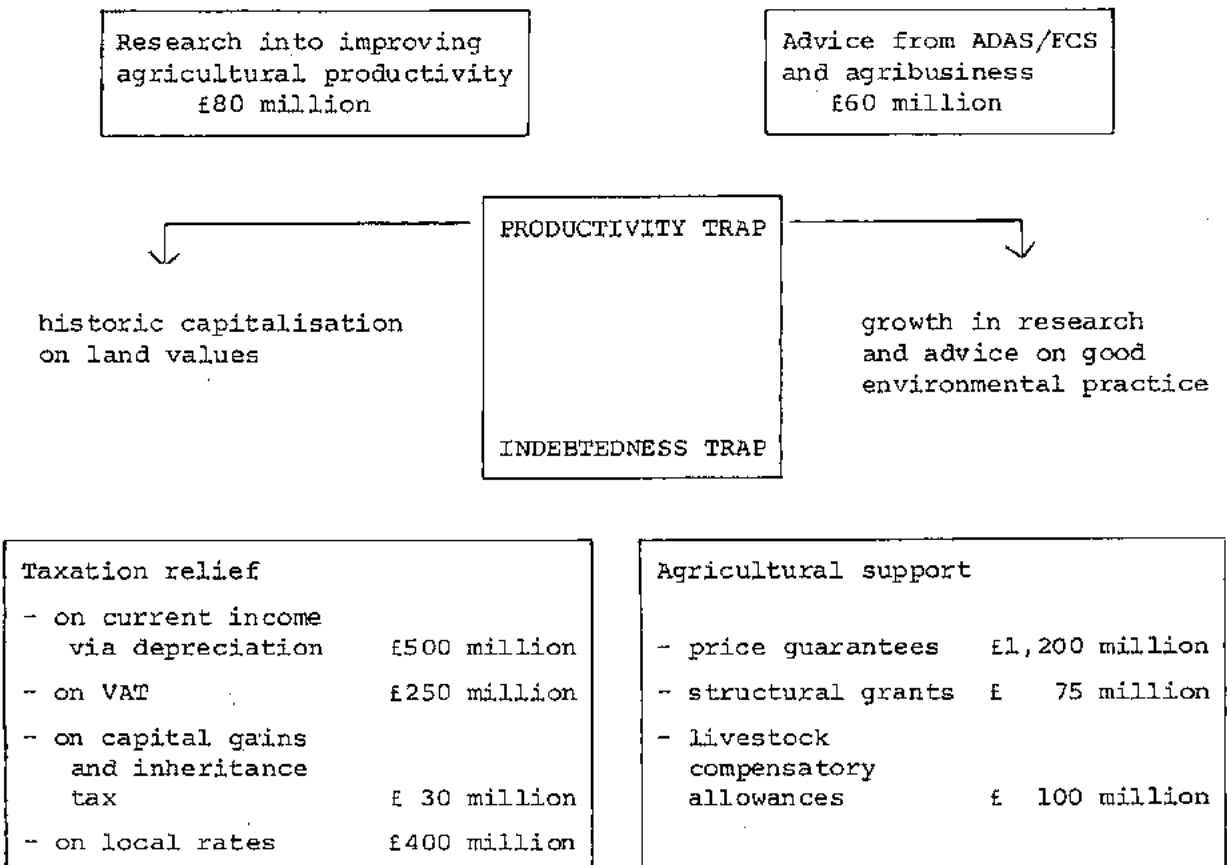 Research into improving
agricultural productivity
£80 million
Advice from ADAS/FCS
and agribusiness
£60 million
PRODUCTIVITY TRAP
historic capitalisation
on land values
growth in research
and advice on good
environmental practice
INDEBTEDNESS TRAP
Taxation relief
- on current income
via depreciation £500 million
- on VAT £250 million
- on capital gains
and inheritance
tax £ 30 million
- on local rates £400 million
Agricultural support
- price guarantees £1,200 million
- structural grants £ 75 million
- livestock
compensatory
allowances £ 100 million